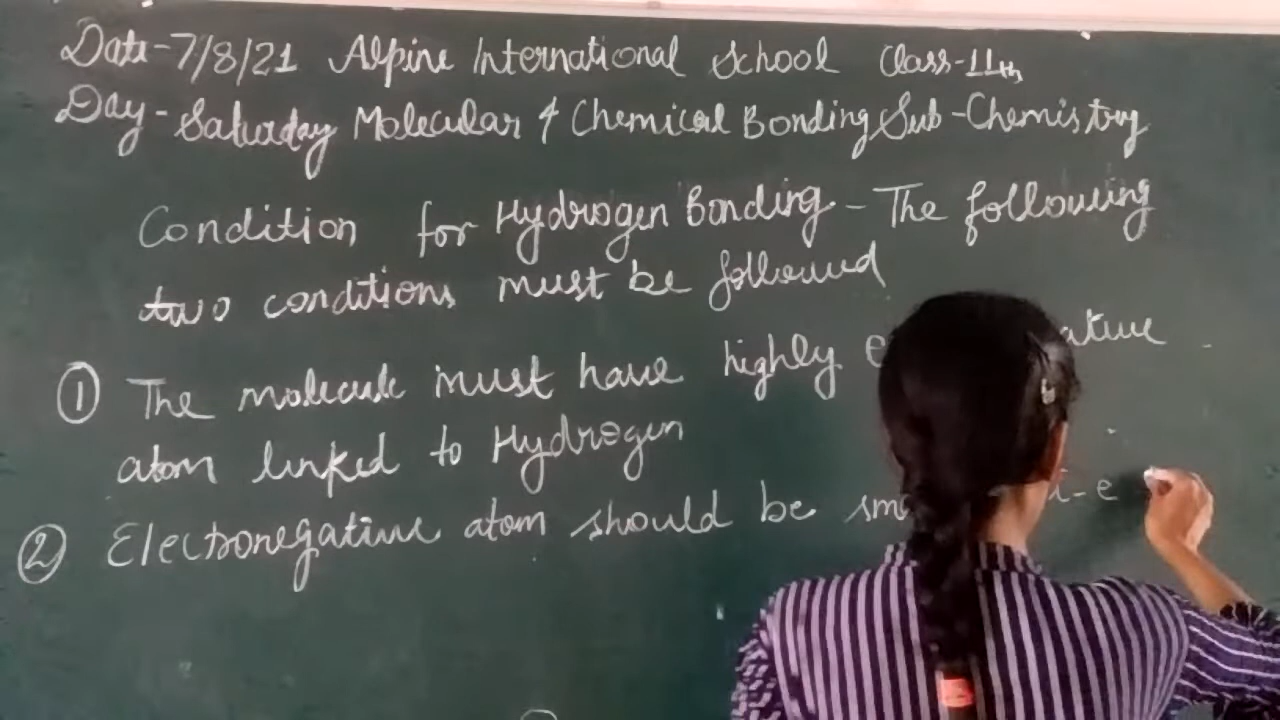 Date-7/8/21 Alpine International School Class-11th
Day-Saturday Molecular & Chemical Bonding Sub-Chemistry
Condition for Hydrogen Bonding - The following
two conditions must be followed
① The molecule must have highly
atom linked to Hydrogen
② Electronegative atom should be i-e